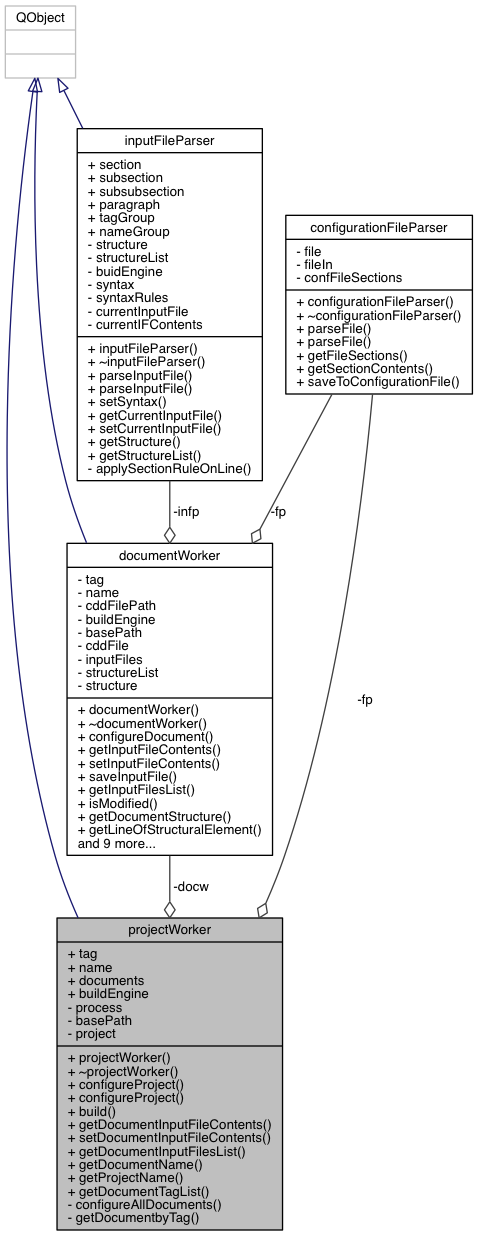 QObject
inputFileParser
+ section
+ subsection
+ subsubsection
+ paragraph
+ tagGroup
+ nameGroup
- structure
- structureList
- buidEngine
- syntax
- syntaxRules
- currentInputFile
- currentIFContents
+ inputFileParser()
+ ~inputFileParser()
+ parseInputFile()
+ parseInputFile()
+ setSyntax()
+ getCurrentInputFile()
+ setCurrentInputFile()
+ getStructure()
+ getStructureList()
- applySectionRuleOnLine()
configurationFileParser
- file
- fileIn
- confFileSections
+ configurationFileParser()
+ ~configurationFileParser()
+ parseFile()
+ parseFile()
+ getFileSections()
+ getSectionContents()
+ saveToConfigurationFile()
-infp
-fp
documentWorker
- tag
- name
- cddFilePath
- buildEngine
- basePath
- cddFile
- inputFiles
- structureList
- structure
+ documentWorker()
+ ~documentWorker()
+ configureDocument()
+ getInputFileContents()
+ setInputFileContents()
+ saveInputFile()
+ getInputFilesList()
+ isModified()
+ getDocumentStructure()
+ getLineOfStructuralElement()
and 9 more...
-fp
-docw
projectWorker
+ tag
+ name
+ documents
+ buildEngine
- process
- basePath
- project
+ projectWorker()
+ ~projectWorker()
+ configureProject()
+ configureProject()
+ build()
+ getDocumentInputFileContents()
+ setDocumentInputFileContents()
+ getDocumentInputFilesList()
+ getDocumentName()
+ getProjectName()
+ getDocumentTagList()
- configureAllDocuments()
- getDocumentbyTag()